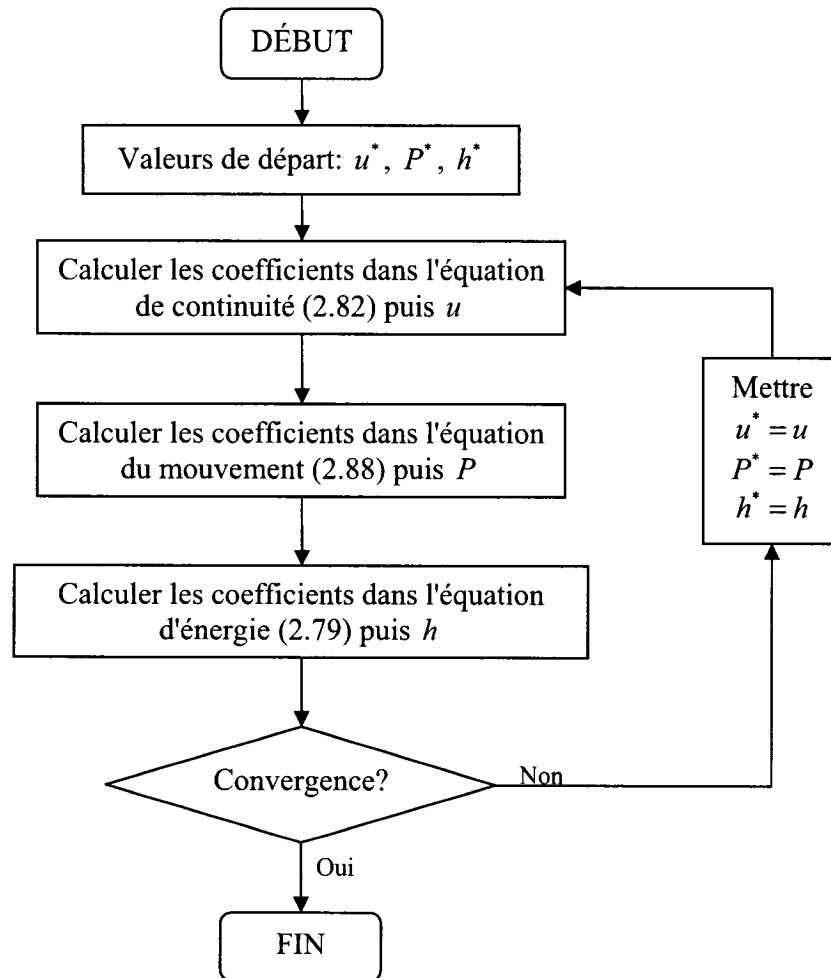 DÉBUT
Valeurs de départ: u*, P*, h*
Calculer les coefficients dans l'équation
de continuité (2.82) puis u
Calculer les coefficients dans l'équation
du mouvement (2.88) puis P
Calculer les coefficients dans l'équation
d'énergie (2.79) puis h
Convergence?
Non
Mettre
u* = u
P* = P
h* = h
Oui
FIN